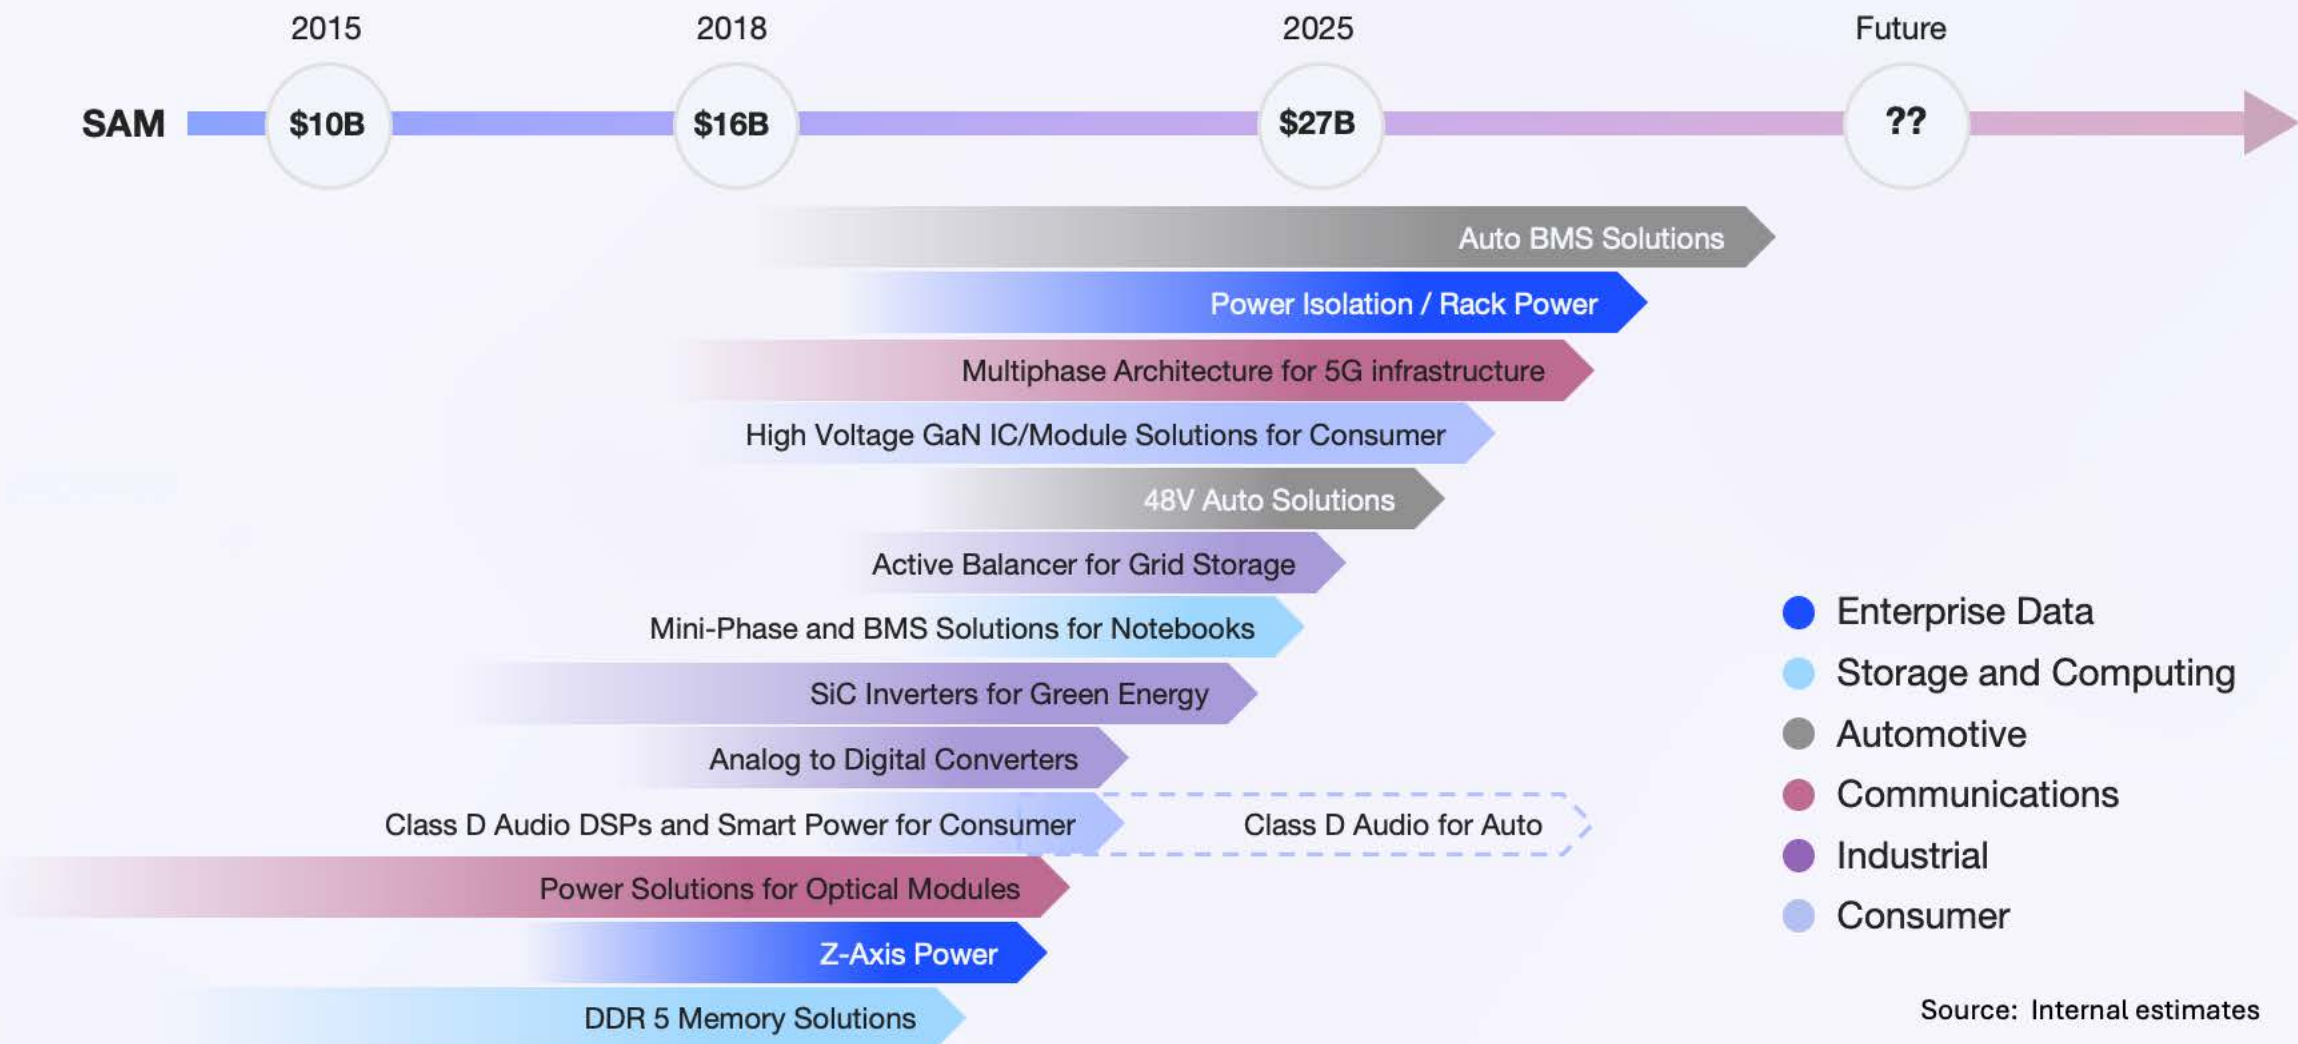 2015
2018
2025
Future
SAM
$10B
$16B
$27B
??
Auto BMS Solutions
Power Isolation / Rack Power
Multiphase Architecture for 5G infrastructure
High Voltage GaN IC/Module Solutions for Consumer
48V Auto Solutions
Active Balancer for Grid Storage
Mini-Phase and BMS Solutions for Notebooks
SiC Inverters for Green Energy
Analog to Digital Converters
Class D Audio DSPs and Smart Power for Consumer
Class D Audio for Auto
Power Solutions for Optical Modules
Z-Axis Power
DDR 5 Memory Solutions
Enterprise Data
Storage and Computing
Automotive
Communications
Industrial
Consumer
Source: Internal estimates